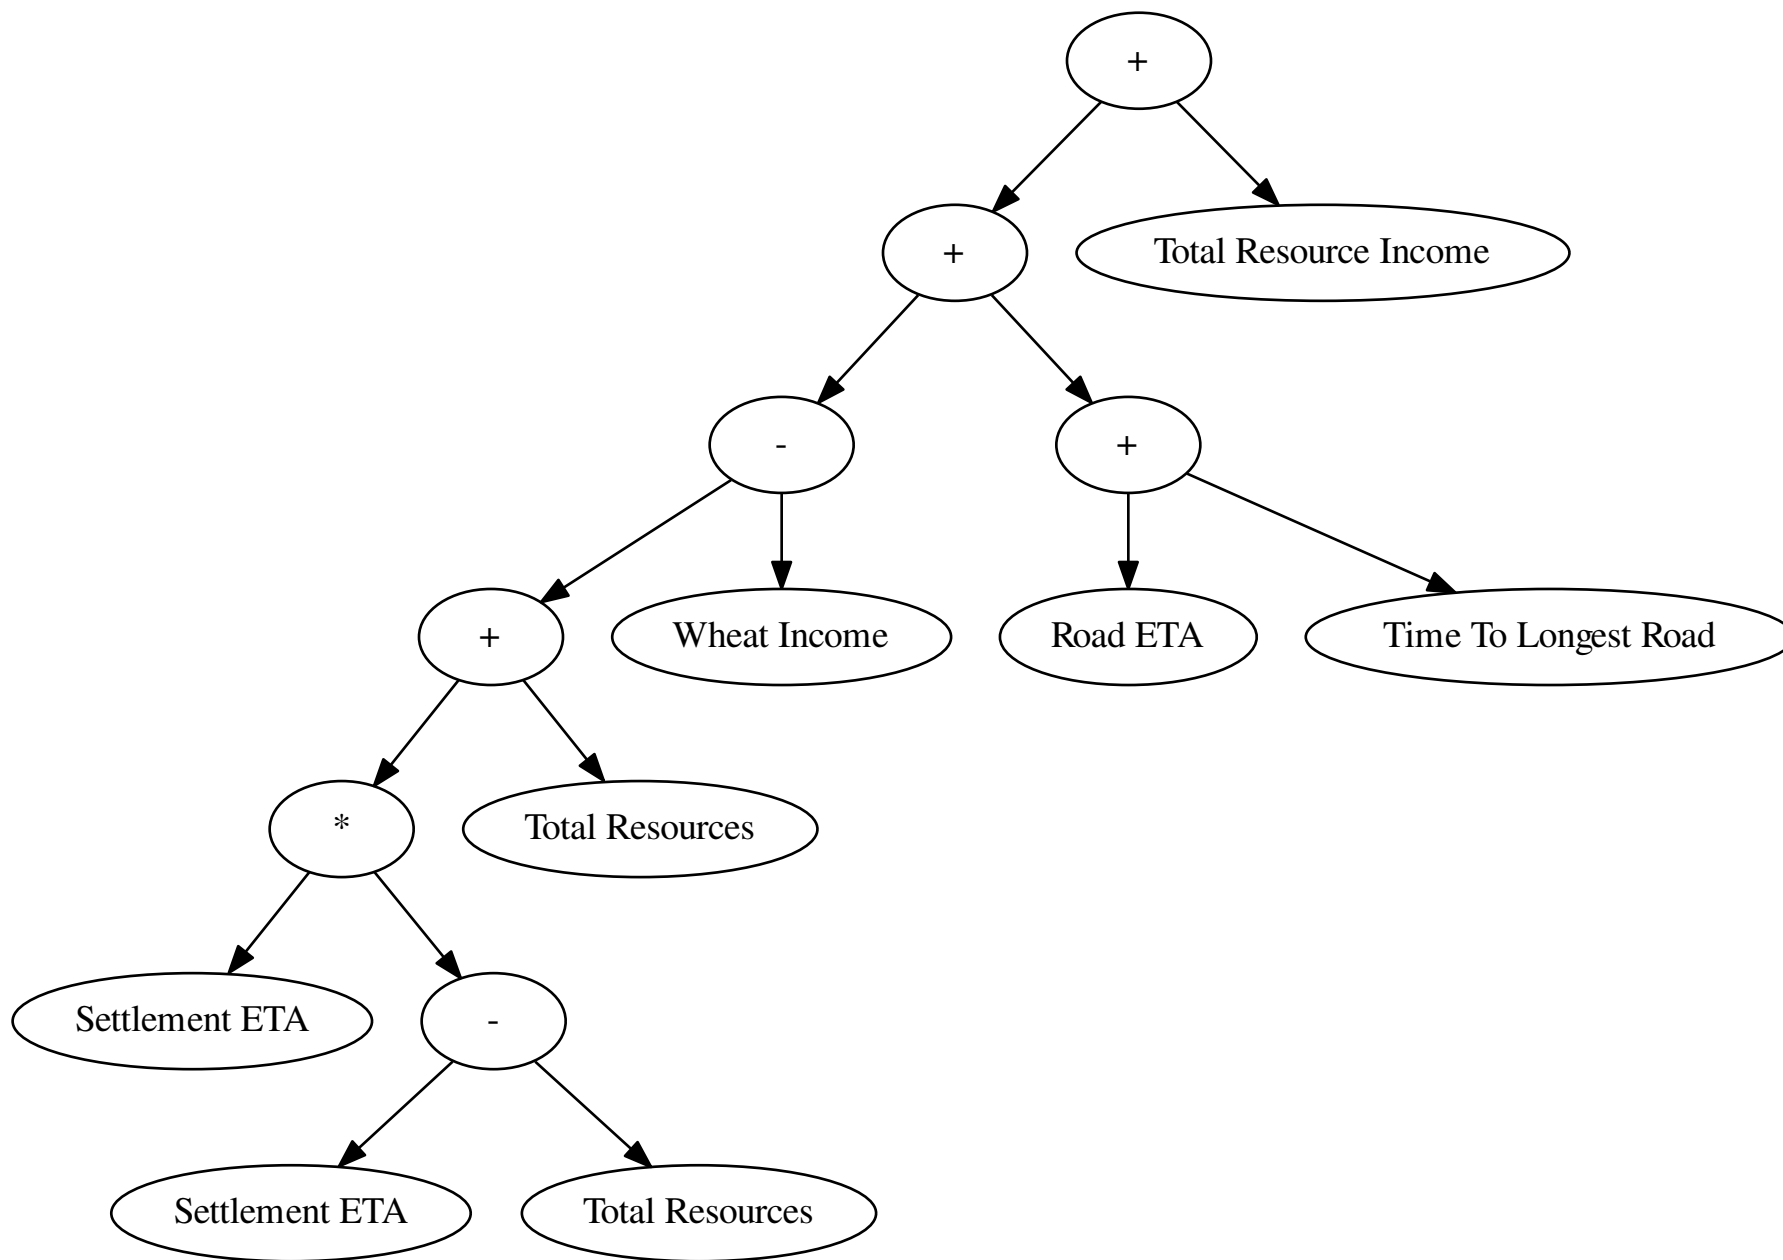 +
+
Total Resource Income
-
+
+
Wheat Income
Road ETA
Time To Longest Road
*
Total Resources
Settlement ETA
-
Settlement ETA
Total Resources